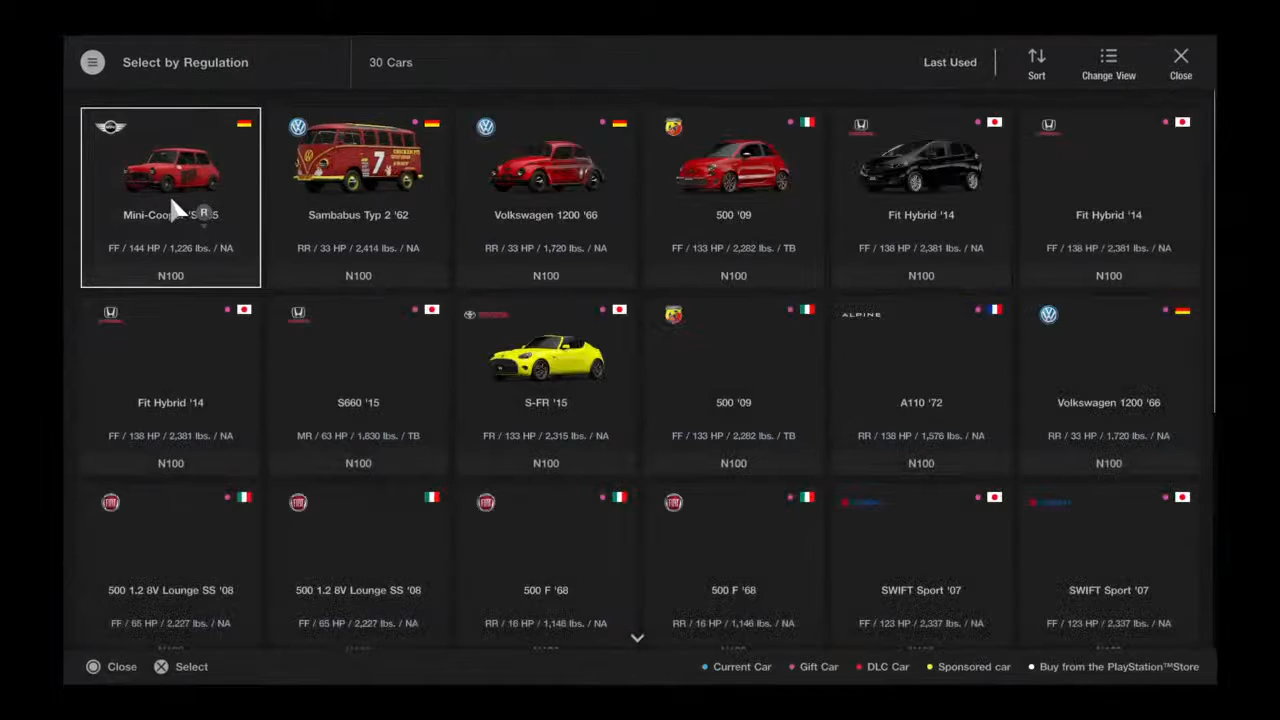 Select by Regulation
30 Cars
Last Used
Sort
Change View
Close
Mini-Coop 'S 5
Sambabus Typ 2 '62
Volkswagen 1200 '66
500 '09
Fit Hybrid '14
Fit Hybrid '14
R
FF / 144 HP / 1,226 lbs. / NA
RR / 33 HP / 2,414 lbs. / NA
RR / 33 HP / 1,720 lbs. / NA
FF / 133 HP / 2,282 lbs. / TB
FF / 138 HP / 2,381 lbs. / NA
FF / 138 HP / 2,381 lbs. / NA
N100
N100
N100
N100
N100
N100
TOYOTA
ALPINE
Fit Hybrid '14
S660 '15
S-FR '15
500 '09
A110 '72
Volkswagen 1200 '66
FF / 138 HP / 2,381 lbs. / NA
MR / 63 HP / 1,830 lbs. / TB
FR / 133 HP / 2,315 lbs. / NA
FF / 133 HP / 2,282 lbs. / TB
RR / 138 HP / 1,576 lbs. / NA
RR / 33 HP / 1,720 lbs. / NA
N100
N100
N100
N100
N100
N100
FIAT
FIAT
FIAT
FIAT
500 1.2 8V Lounge SS '08
500 1.2 8V Lounge SS '08
500 F '68
500 F '68
SWIFT Sport '07
SWIFT Sport '07
FF / 65 HP / 2,227 lbs. / NA
FF / 65 HP / 2,227 lbs. / NA
RR / 16 HP / 1,146 lbs. / NA
RR / 16 HP / 1,146 lbs. / NA
FF / 123 HP / 2,337 lbs. / NA
FF / 123 HP / 2,337 lbs. / NA
Close
Select
Current Car
Gift Car
DLC Car
Sponsored car
Buy from the PlayStation™Store